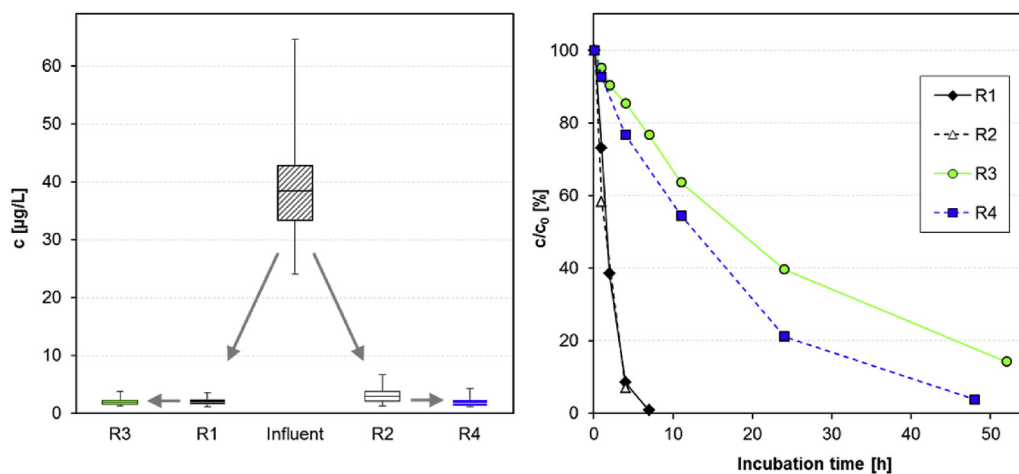 c [µg/L]
60
50
40
30
20
10
0
R3 R1 Influent R2 R4
c/c0 [%]
100
80
60
40
20
0
0 10 20 30 40 50
Incubation time [h]
R1
R2
R3
R4